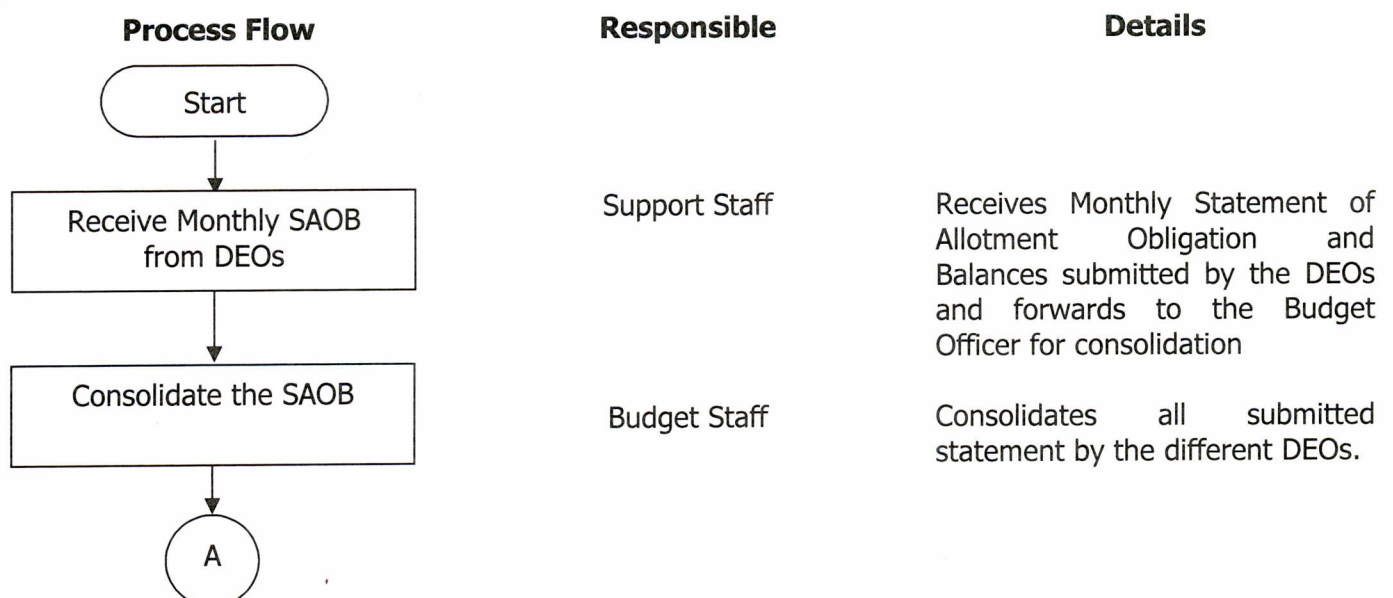 Process Flow
Responsible
Details
Start
Receive Monthly SAOB
from DEOs
Support Staff
Receives Monthly Statement of
Allotment Obligation and
Balances submitted by the DEOs
and forwards to the Budget
Officer for consolidation
Consolidate the SAOB
Budget Staff
Consolidates all submitted
statement by the different DEOs.
A